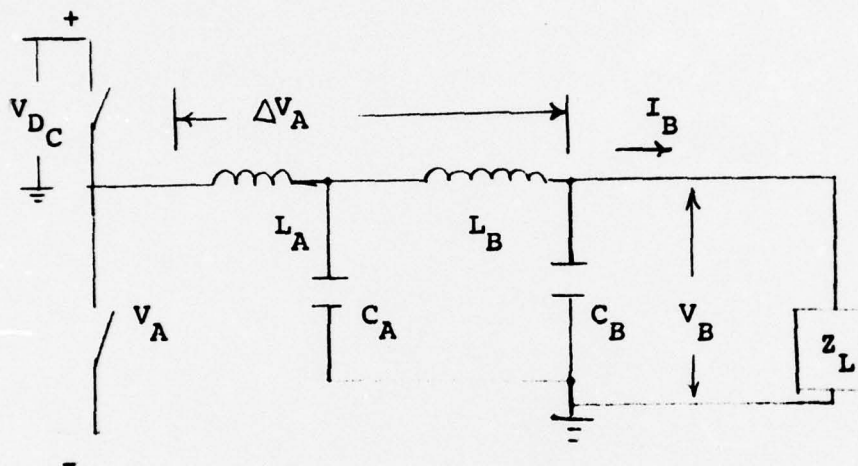 +
V_DC
ΔV_A
I_B
L_A
L_B
V_A
C_A
C_B
V_B
Z_L
-